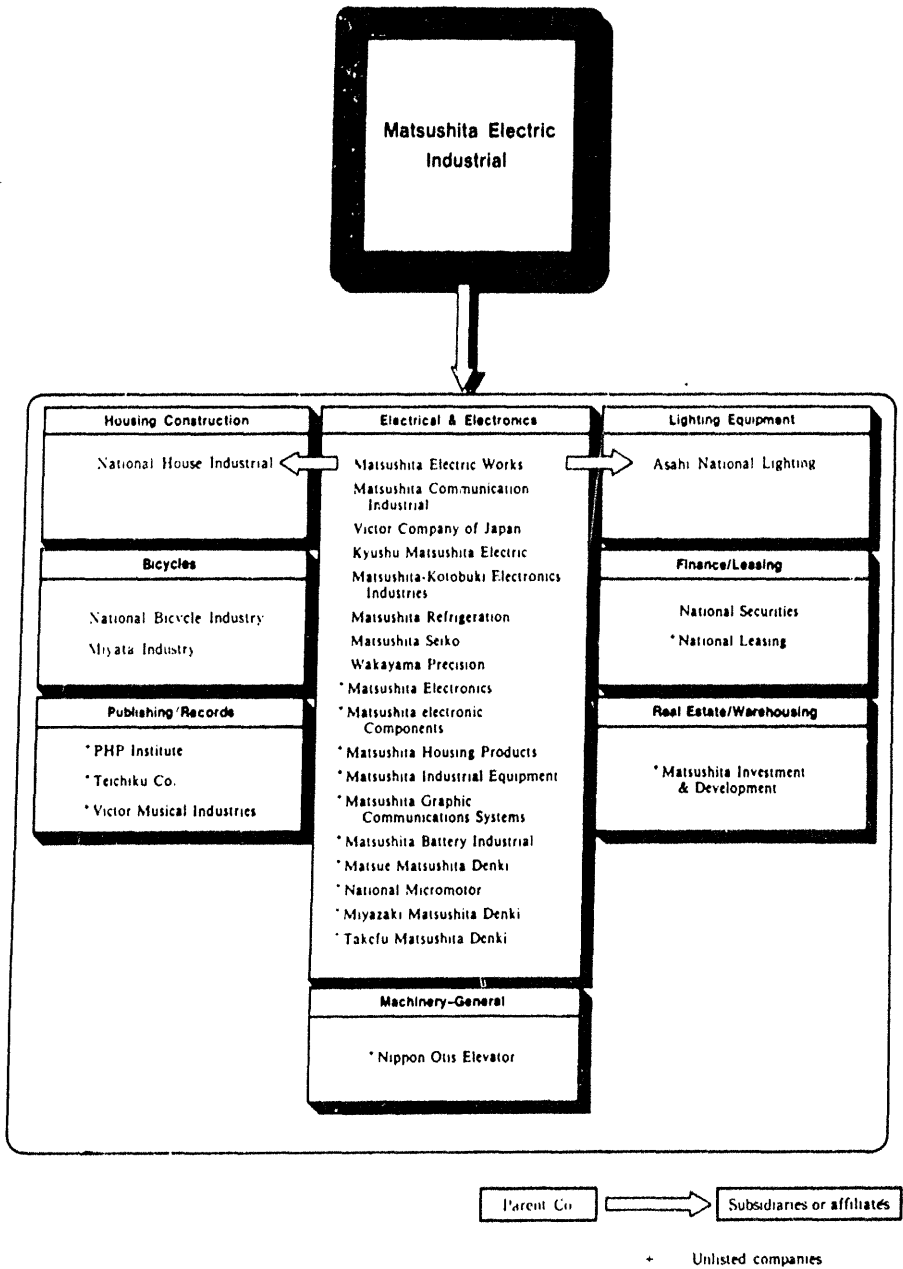 Matsushita Electric
Industrial
Housing Construction
National House Industrial
Bicycles
National Bicycle Industry
Miyata Industry
Publishing/Records
*PHP Institute
*Teichiku Co.
*Victor Musical Industries
Electrical & Electronics
Matsushita Electric Works
Matsushita Communication
Industrial
Victor Company of Japan
Kyushu Matsushita Electric
Matsushita-Kotobuki Electronics
Industries
Matsushita Refrigeration
Matsushita Seiko
Wakayama Precision
*Matsushita Electronics
*Matsushita electronic
Components
*Matsushita Housing Products
*Matsushita Industrial Equipment
*Matsushita Graphic
Communications Systems
*Matsushita Battery Industrial
*Matsue Matsushita Denki
*National Micromotor
*Miyazaki Matsushita Denki
*Takefu Matsushita Denki
Machinery-General
*Nippon Otis Elevator
Lighting Equipment
Asahi National Lighting
Finance/Leasing
National Securities
*National Leasing
Real Estate/Warehousing
*Matsushita Investment
& Development
Parent Co
Subsidiaries or affiliates
+ Unlisted companies